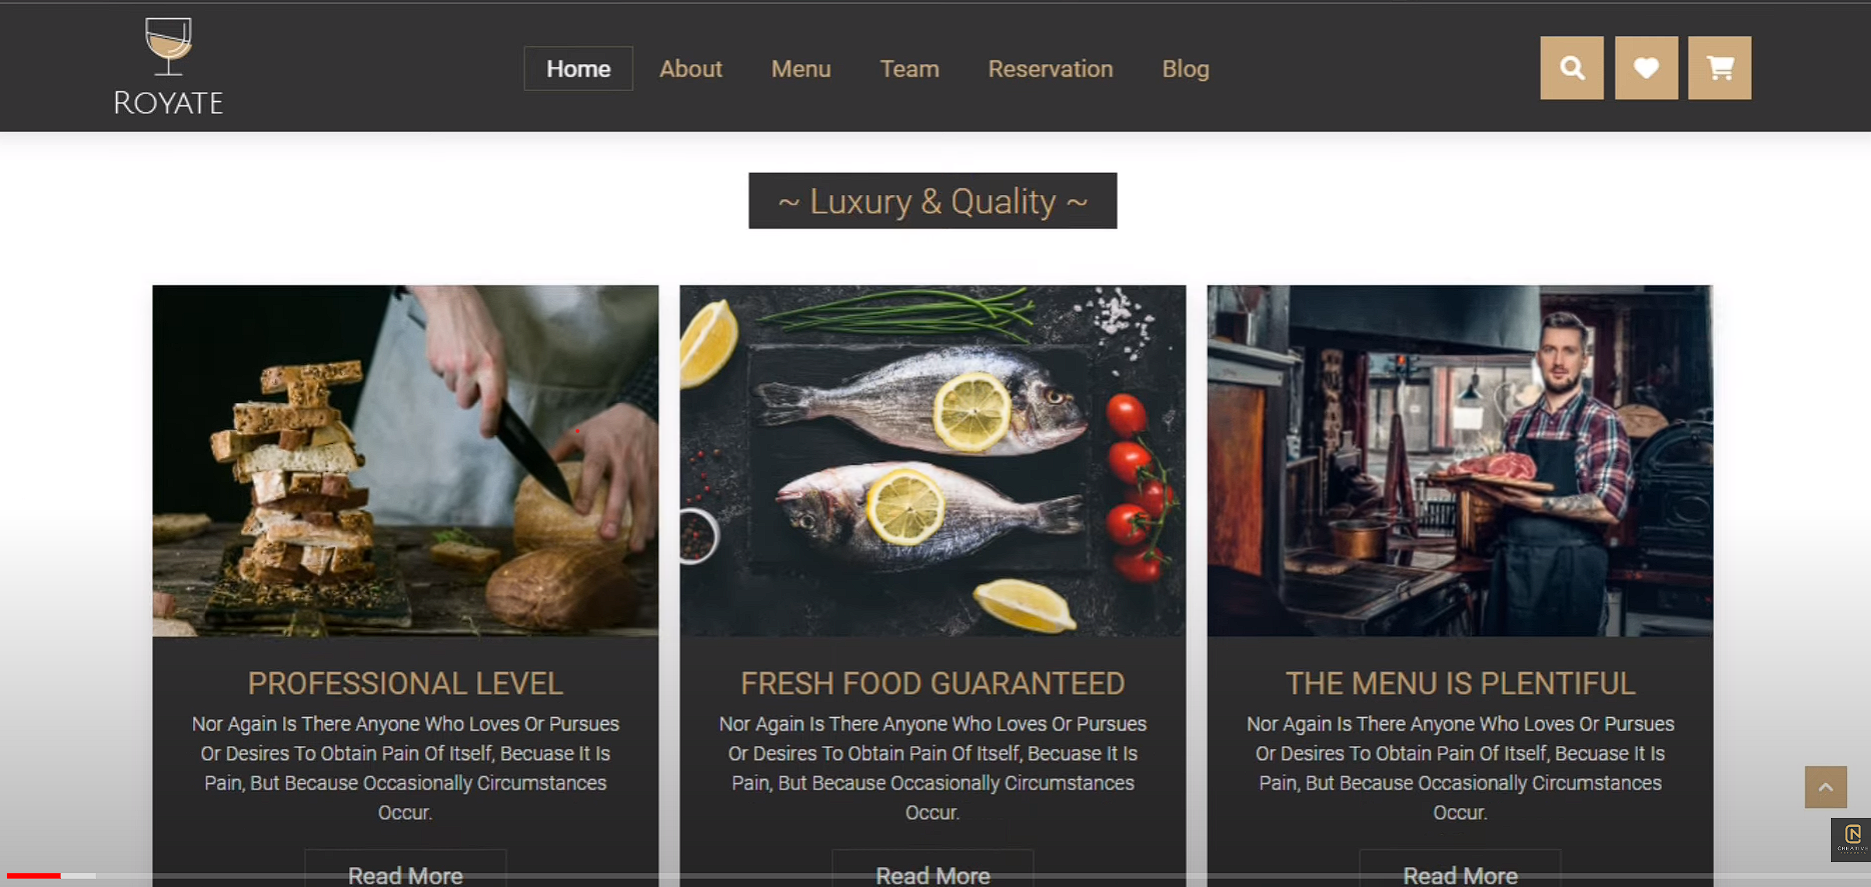 ROYATE
Home About Menu Team Reservation Blog
~ Luxury & Quality ~
PROFESSIONAL LEVEL
Nor Again Is There Anyone Who Loves Or Pursues
Or Desires To Obtain Pain Of Itself, Becuase It Is
Pain, But Because Occasionally Circumstances
Occur.
Read More
FRESH FOOD GUARANTEED
Nor Again Is There Anyone Who Loves Or Pursues
Or Desires To Obtain Pain Of Itself, Becuase It Is
Pain, But Because Occasionally Circumstances
Occur.
Read More
THE MENU IS PLENTIFUL
Nor Again Is There Anyone Who Loves Or Pursues
Or Desires To Obtain Pain Of Itself, Becuase It Is
Pain, But Because Occasionally Circumstances
Occur.
Read More
CREATIVE